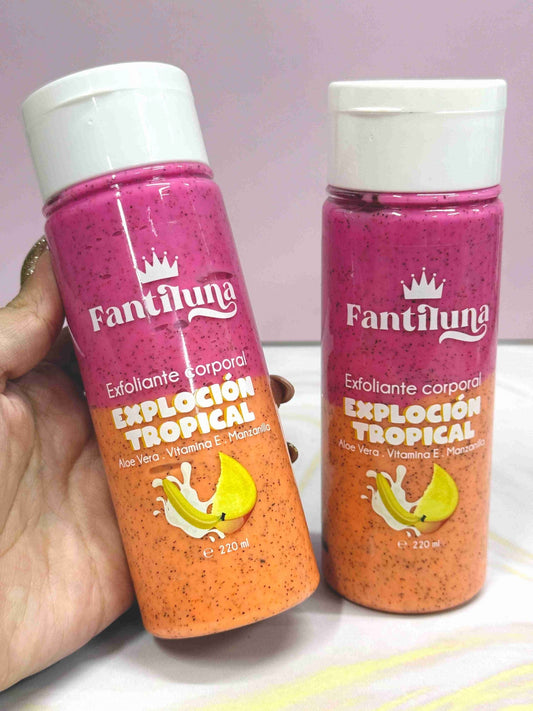 Fantiluna
Exfoliante corporal
EXPLOCIÓN
TROPICAL
Aloe Vera . Vitamina E . Manzanilla
℮ 220 ml
Fantiluna
Exfoliante corporal
EXPLOCIÓN
TROPICAL
Aloe Vera . Vitamina E . Manzanilla
℮ 220 ml